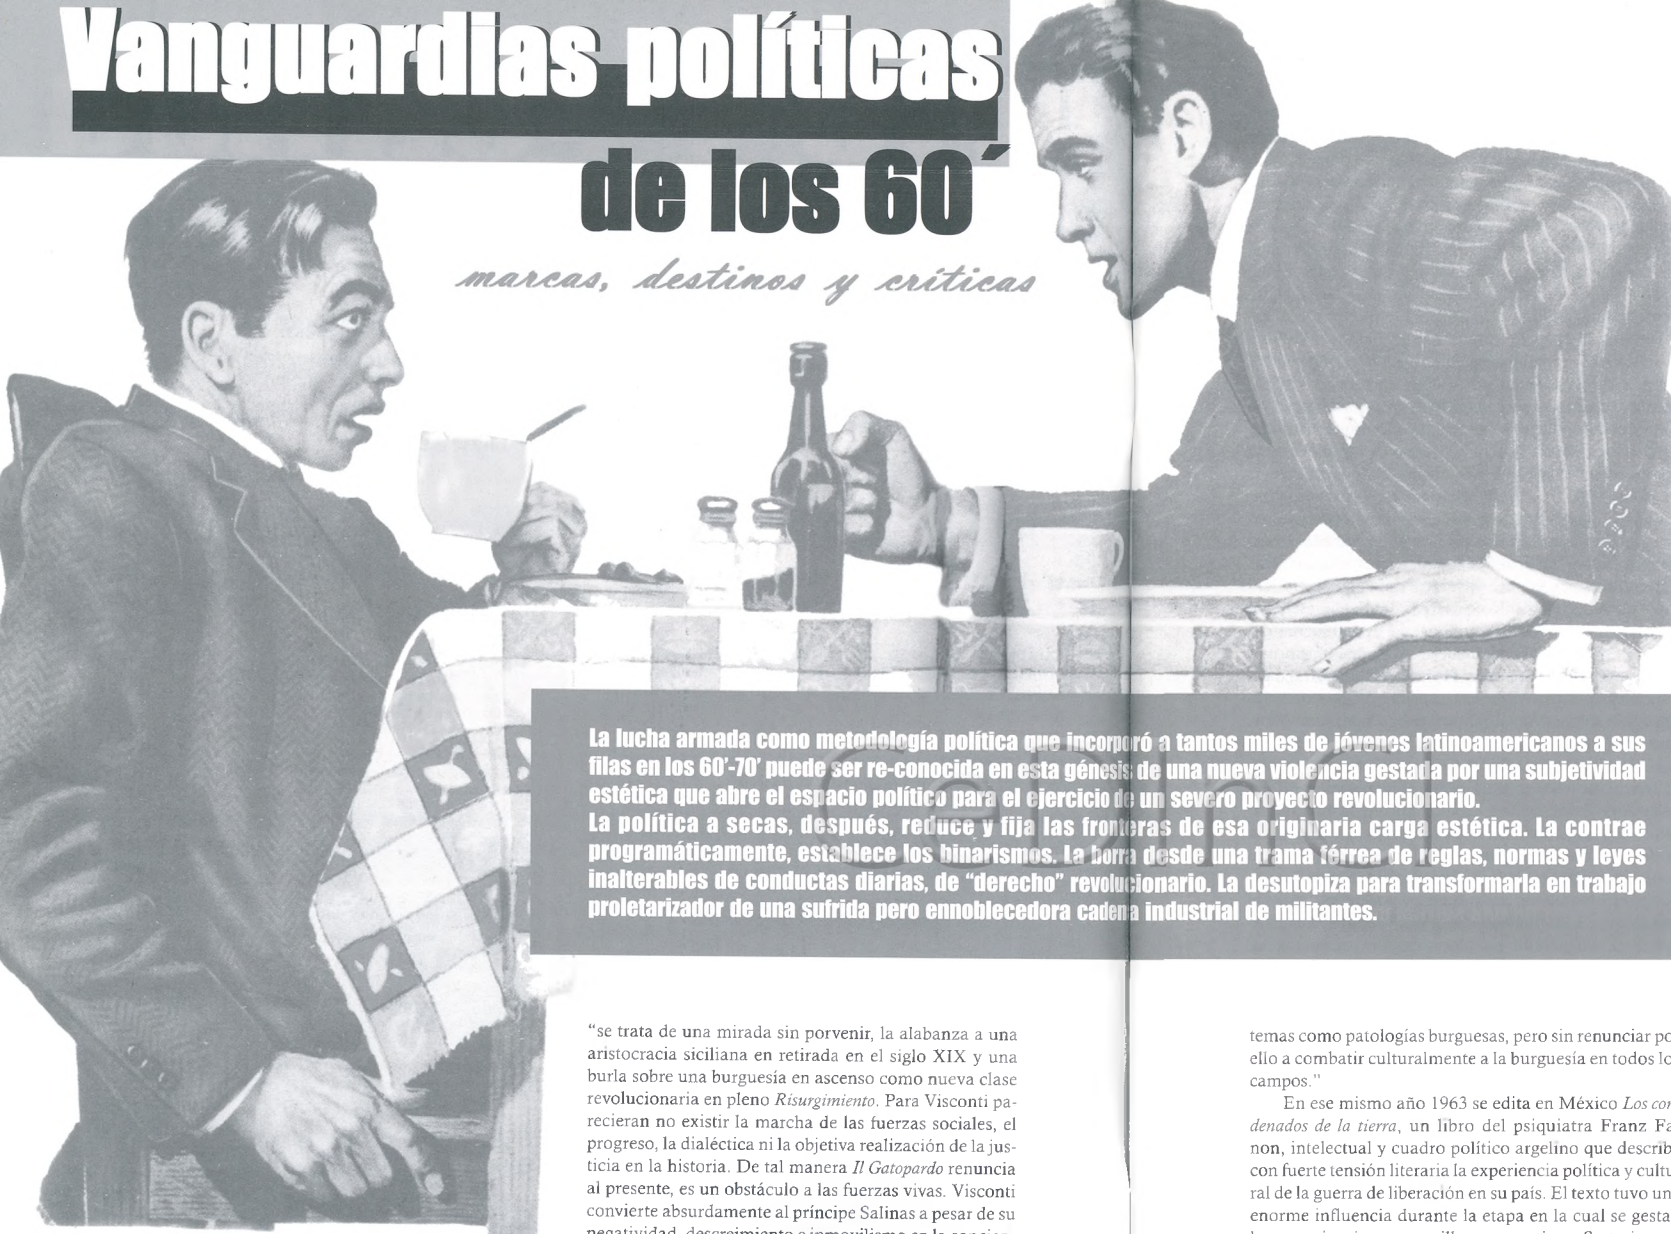 Vanguardias políticas
de los 60´
marcas, destinos y críticas
La lucha armada como metodología política que incorporó a tantos miles de jóvenes latinoamericanos a sus
filas en los 60’-70’ puede ser re-conocida en esta génesis de una nueva violencia gestada por una subjetividad
estética que abre el espacio político para el ejercicio de un severo proyecto revolucionario.
La política a secas, después, reduce y fija las fronteras de esa originaria carga estética. La contrae
programáticamente, establece los binarismos. La borra desde una trama férrea de reglas, normas y leyes
inalterables de conductas diarias, de “derecho” revolucionario. La desutopiza para transformarla en trabajo
proletarizador de una sufrida pero ennoblecedora cadena industrial de militantes.
CeDInCI
“se trata de una mirada sin porvenir, la alabanza a una
aristocracia siciliana en retirada en el siglo XIX y una
burla sobre una burguesía en ascenso como nueva clase
revolucionaria en pleno Risurgimiento. Para Visconti pa-
recieran no existir la marcha de las fuerzas sociales, el
progreso, la dialéctica ni la objetiva realización de la jus-
ticia en la historia. De tal manera Il Gatopardo renuncia
al presente, es un obstáculo a las fuerzas vivas. Visconti
convierte absurdamente al príncipe Salinas a pesar de su
temas como patologías burguesas, pero sin renunciar po
ello a combatir culturalmente a la burguesía en todos lo
campos.”
En ese mismo año 1963 se edita en México Los con
denados de la tierra, un libro del psiquiatra Franz Fa
non, intelectual y cuadro político argelino que describ
con fuerte tensión literaria la experiencia política y cultu
ral de la guerra de liberación en su país. El texto tuvo un
enorme influencia durante la etapa en la cual se gesta